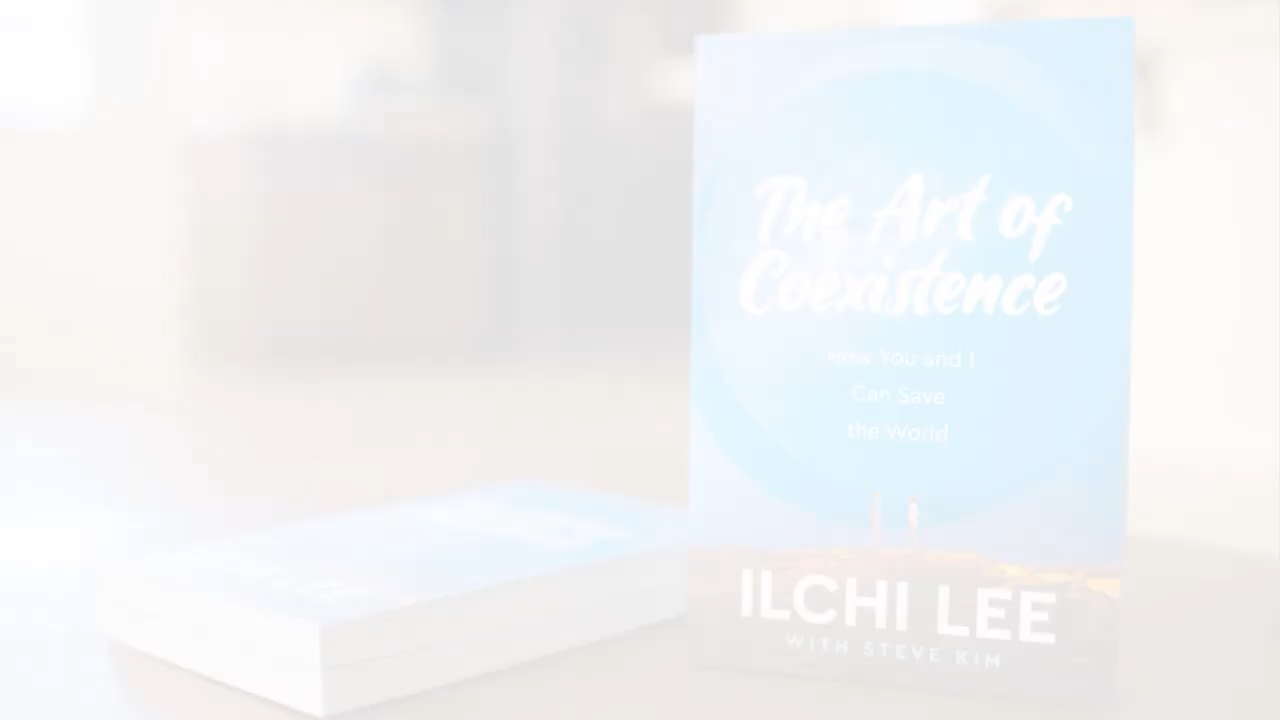 The Art of
Coexistence
How You and I
Can Save
the World
ILCHI LEE
WITH STEVE KIM